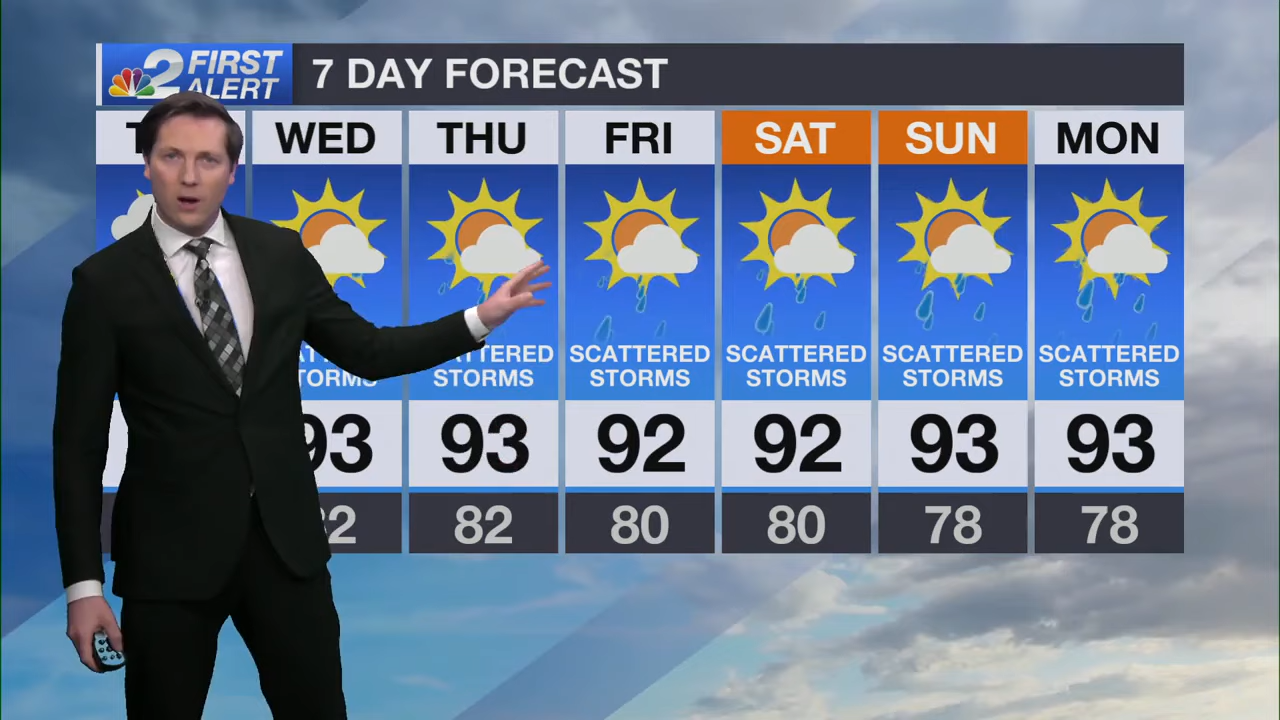 2 FIRST ALERT
7 DAY FORECAST
WED THU FRI SAT SUN MON
SCATTERED SCATTERED SCATTERED SCATTERED
STORMS STORMS STORMS STORMS STORMS
93 93 92 92 93 93
82 80 80 78 78